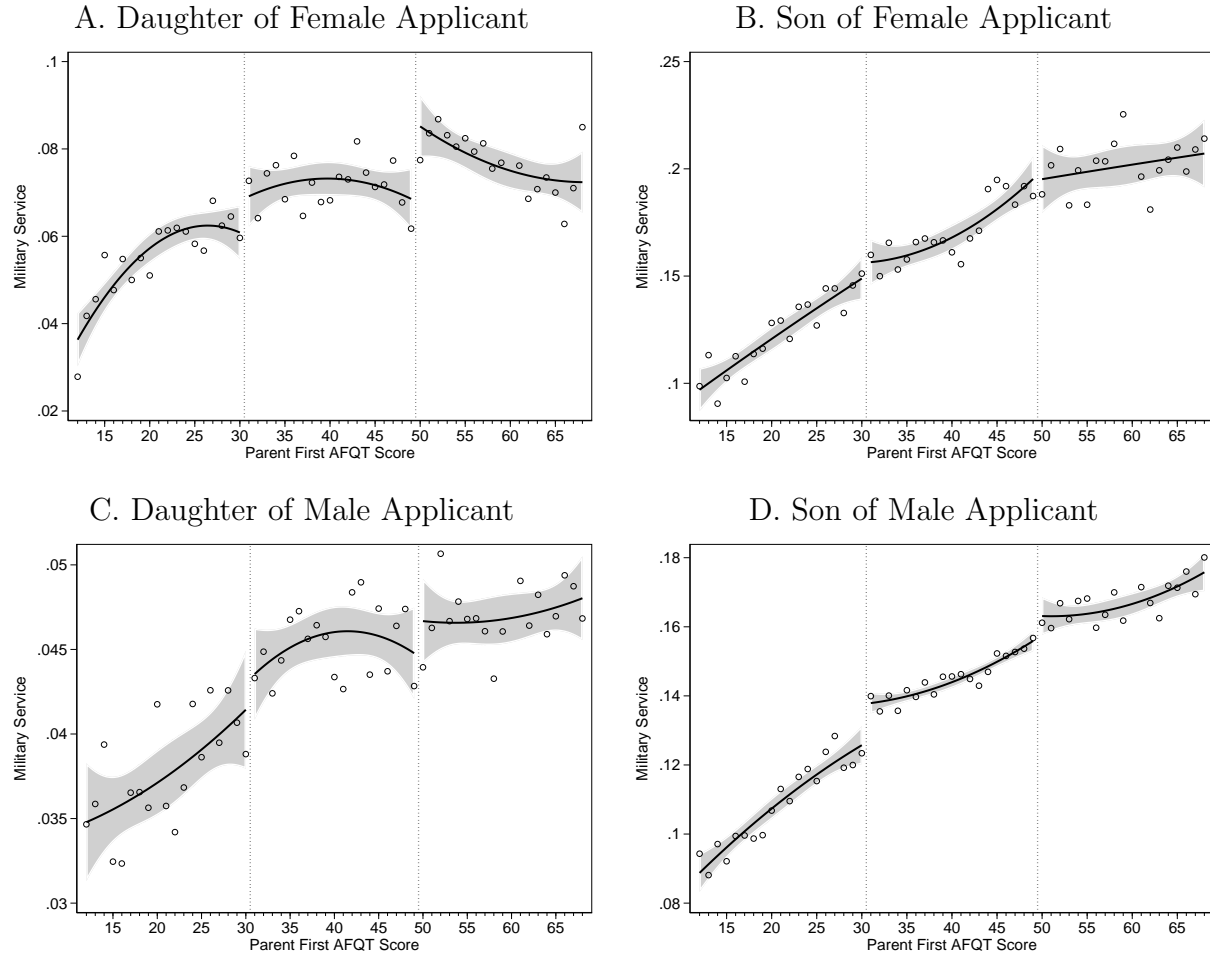 A. Daughter of Female Applicant
.1
.08
.06
.04
.02
Military Service
15 20 25 30 35 40 45 50 55 60 65
Parent First AFQT Score
B. Son of Female Applicant
.25
.2
.15
.1
Military Service
15 20 25 30 35 40 45 50 55 60 65
Parent First AFQT Score
C. Daughter of Male Applicant
.05
.045
.04
.035
.03
Military Service
15 20 25 30 35 40 45 50 55 60 65
Parent First AFQT Score
D. Son of Male Applicant
.18
.16
.14
.12
.1
.08
Military Service
15 20 25 30 35 40 45 50 55 60 65
Parent First AFQT Score